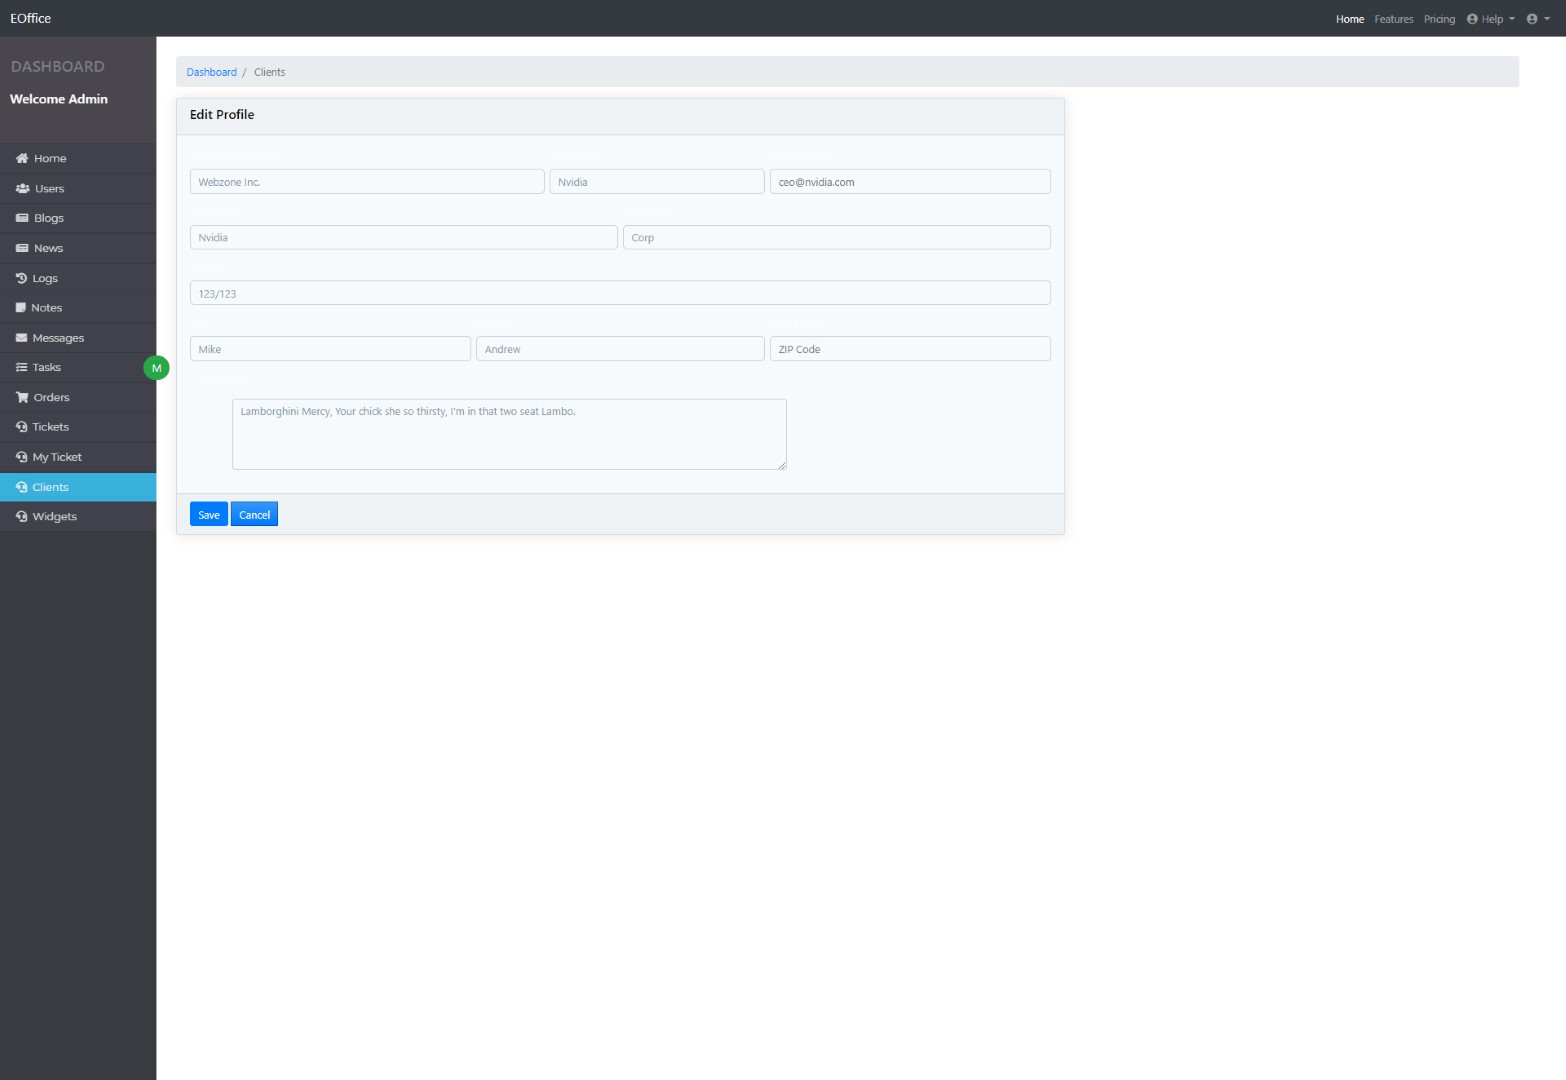 EOffice
Home Features Pricing Help
DASHBOARD
Welcome Admin
Home
Users
Blogs
News
Logs
Notes
Messages
Tasks
M
Orders
Tickets
My Ticket
Clients
Widgets
Dashboard / Clients
Edit Profile
Webzone Inc. Nvidia ceo@nvidia.com
Nvidia Corp
123/123
Mike Andrew ZIP Code
Lamborghini Mercy, Your chick she so thirsty, I'm in that two seat Lambo.
Save Cancel